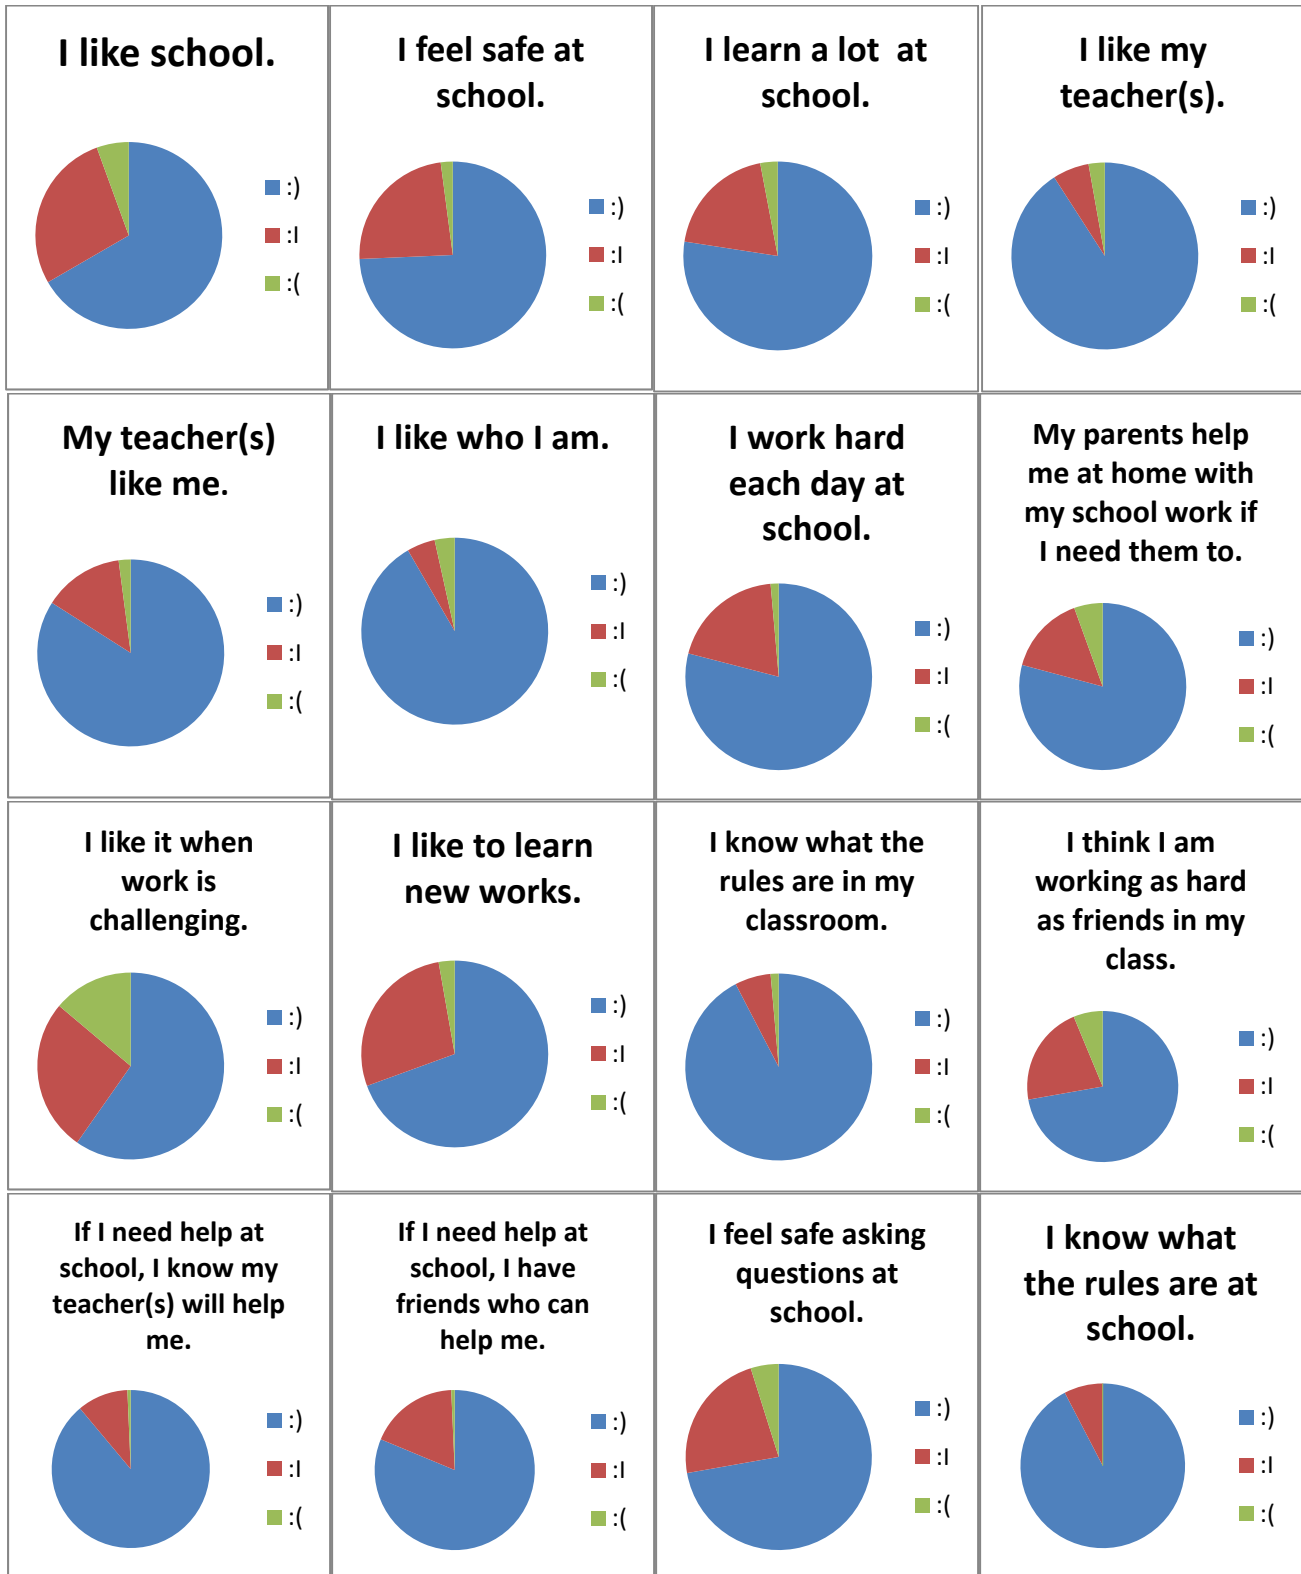 I like school.
:)
:I
:(
I feel safe at
school.
:)
:I
:(
I learn a lot at
school.
:)
:I
:(
I like my
teacher(s).
:)
:I
:(
My teacher(s)
like me.
:)
:I
:(
I like who I am.
:)
:I
:(
I work hard
each day at
school.
:)
:I
:(
My parents help
me at home with
my school work if
I need them to.
:)
:I
:(
I like it when
work is
challenging.
:)
:I
:(
I like to learn
new works.
:)
:I
:(
I know what the
rules are in my
classroom.
:)
:I
:(
I think I am
working as hard
as friends in my
class.
:)
:I
:(
If I need help at
school, I know my
teacher(s) will help
me.
:)
:I
:(
If I need help at
school, I have
friends who can
help me.
:)
:I
:(
I feel safe asking
questions at
school.
:)
:I
:(
I know what
the rules are at
school.
:)
:I
:(